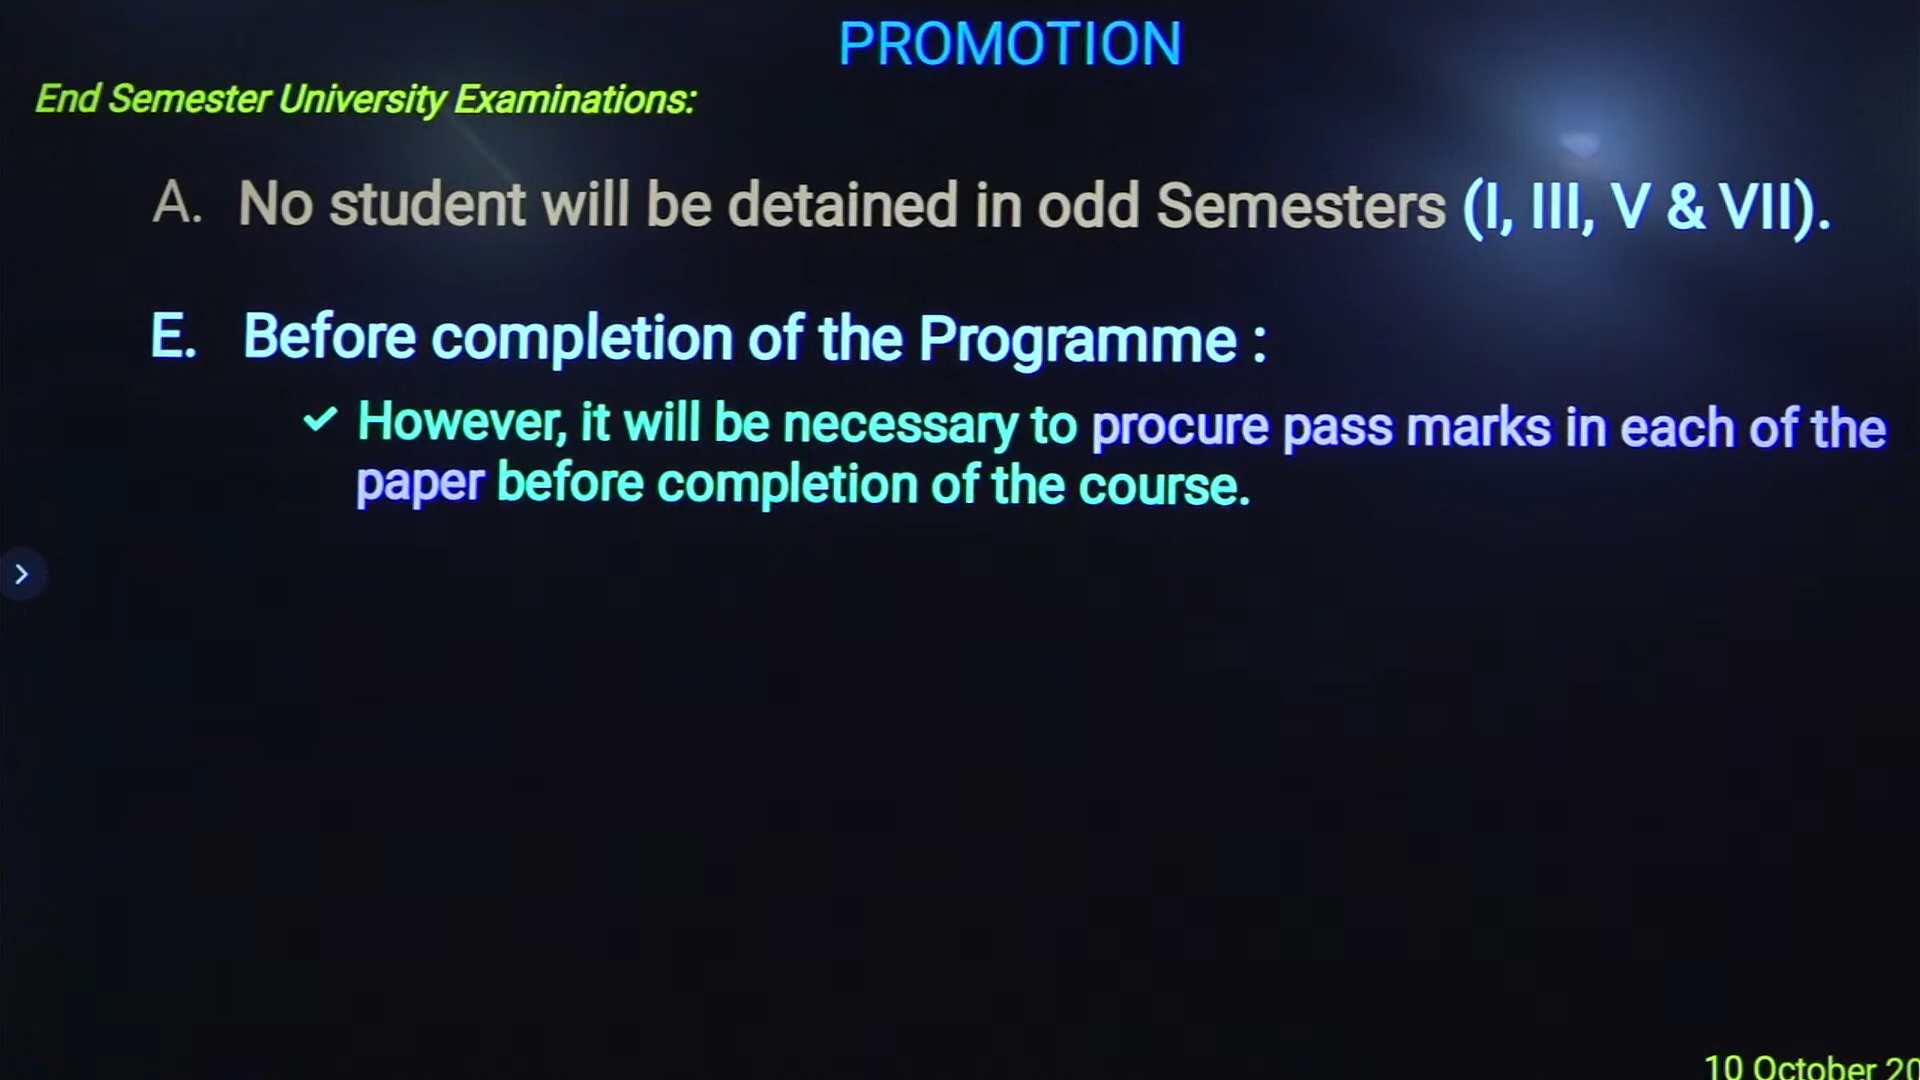 PROMOTION
End Semester University Examinations:
A. No student will be detained in odd Semesters (I, III, V & VII).
E. Before completion of the Programme :
✓ However, it will be necessary to procure pass marks in each of the
paper before completion of the course.
10 October 20